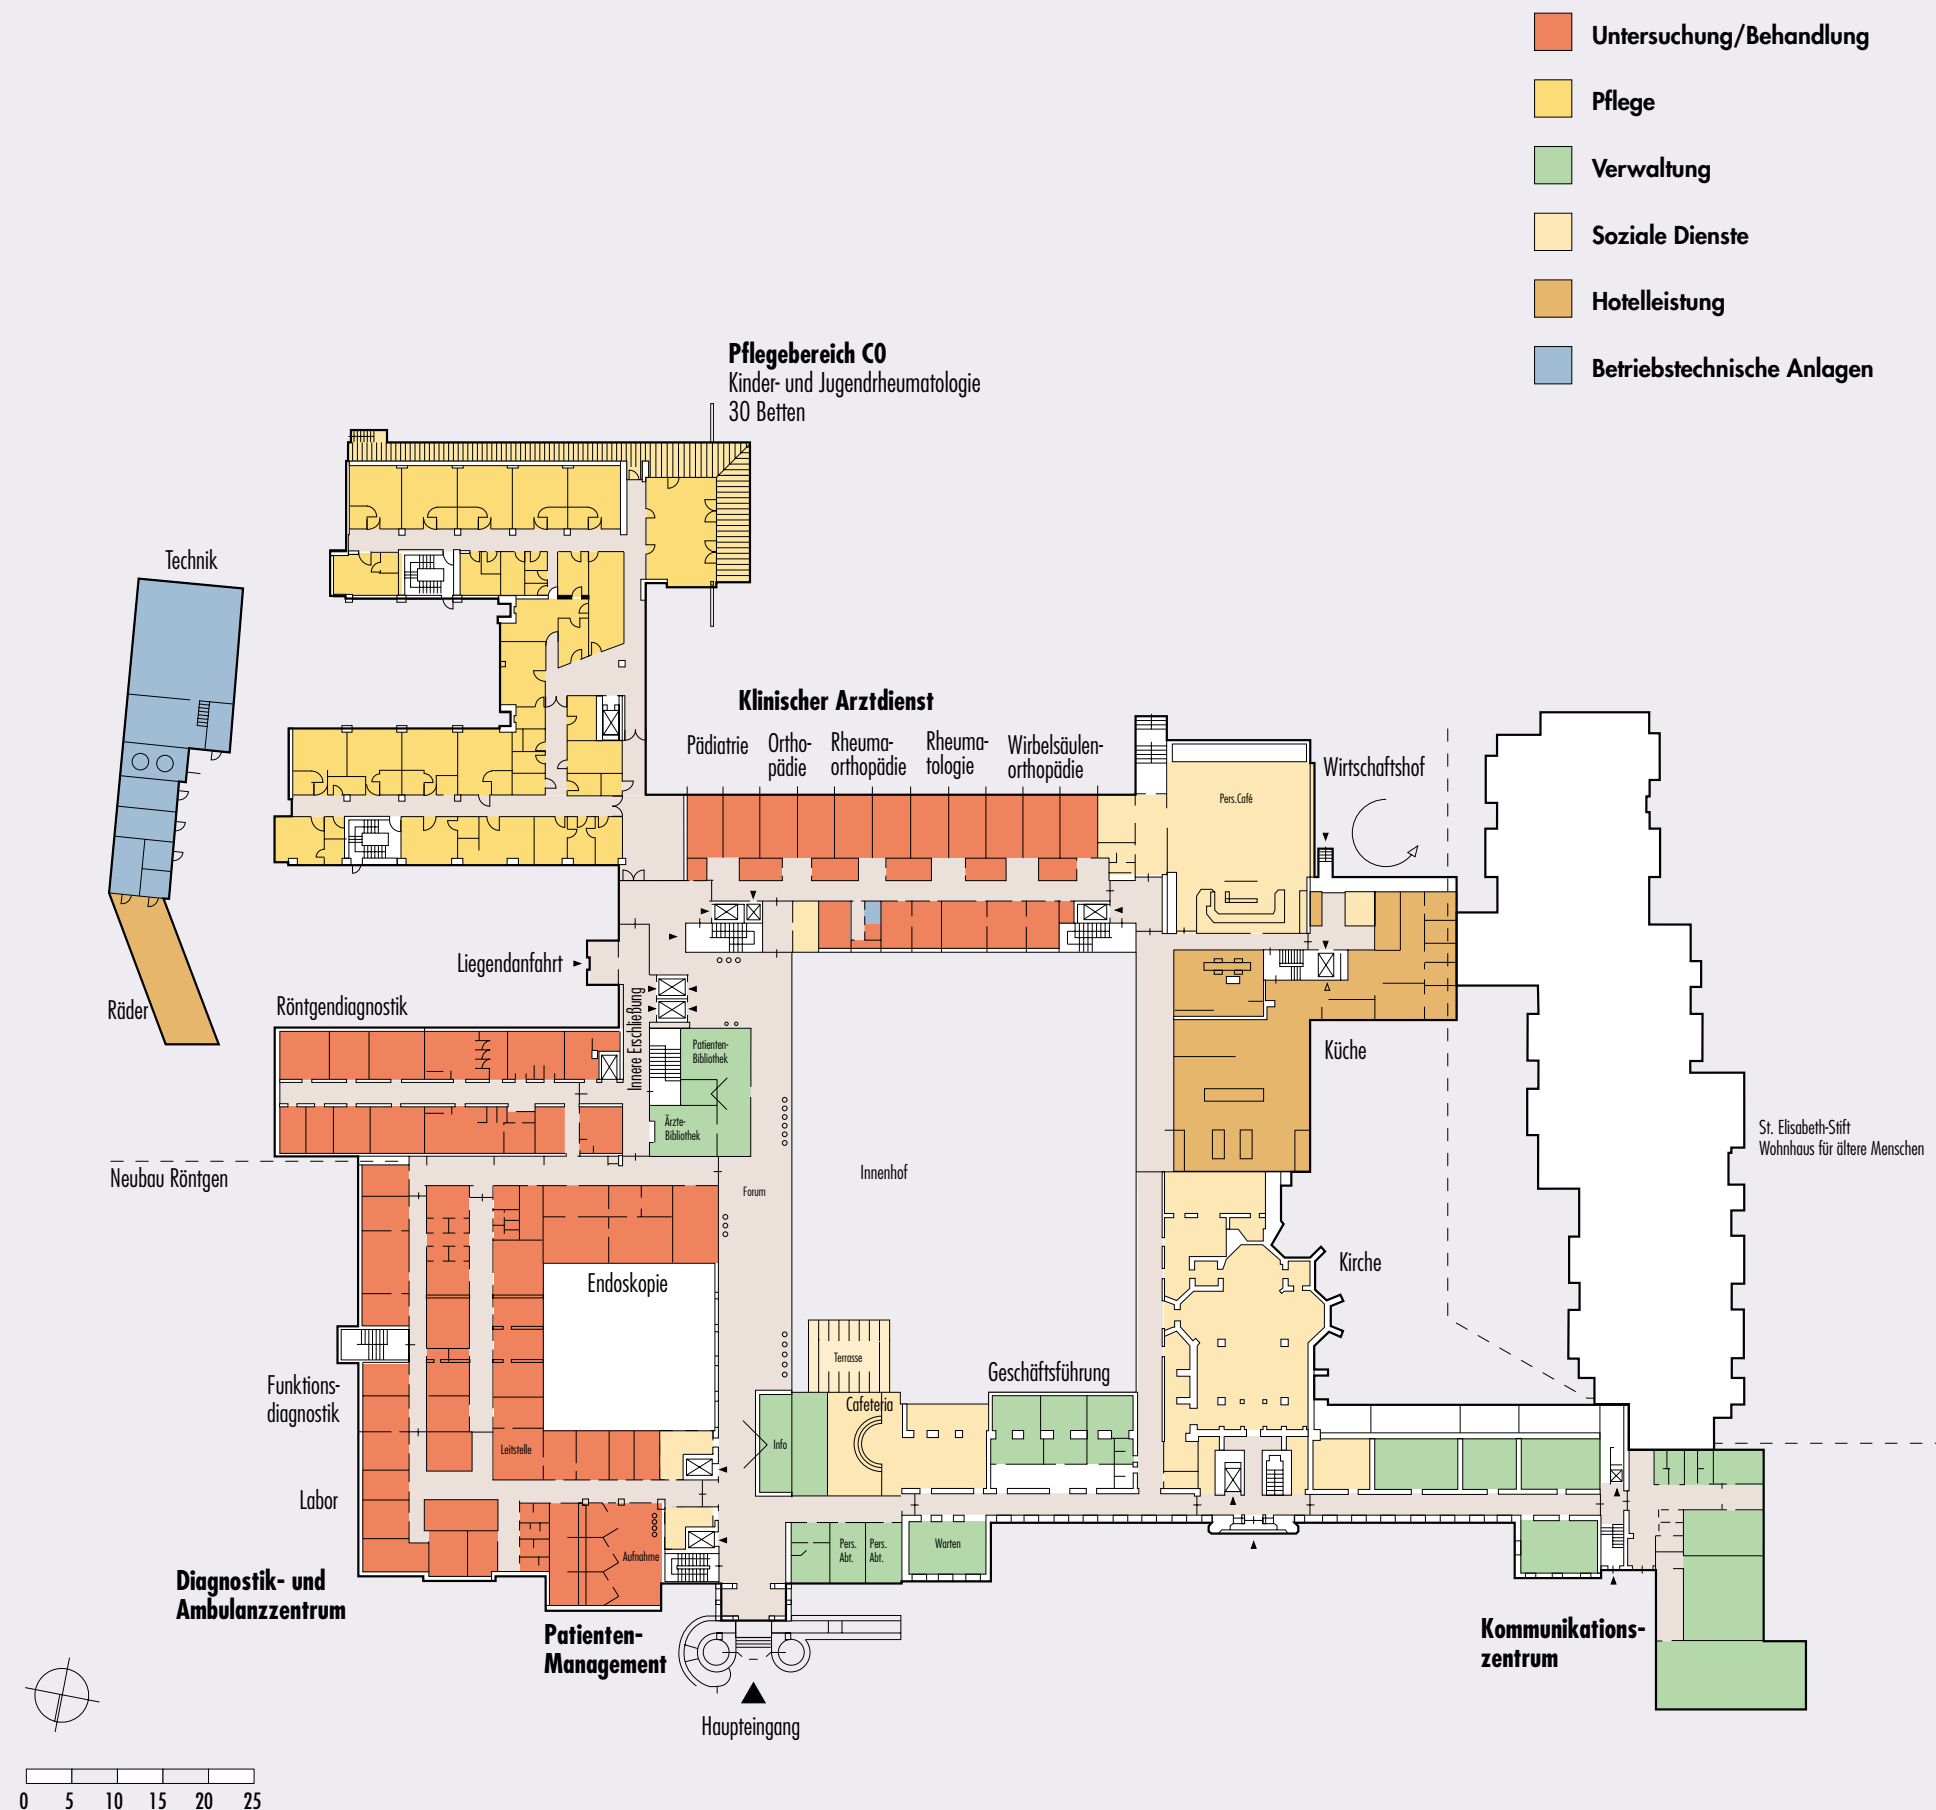 Untersuchung/Behandlung
Pflege
Verwaltung
Soziale Dienste
Hotelleistung
Betriebstechnische Anlagen
Pflegebereich C0
Kinder- und Jugendrheumatologie
30 Betten
Technik
Klinischer Arztdienst
Pädiatrie
Ortho-
pädie
Rheuma-
orthopädie
Rheuma-
tologie
Wirbelsäulen-
orthopädie
Wirtschaftshof
Pers.Café
Liegendanfahrt
Räder
Röntgendiagnostik
Innere Erschließung
Patienten-
Bibliothek
Ärzte-
Bibliothek
Küche
St. Elisabeth-Stift
Wohnhaus für ältere Menschen
Neubau Röntgen
Forum
Innenhof
Endoskopie
Kirche
Terrasse
Geschäftsführung
Funktions-
diagnostik
Cafeteria
Info
Leitstelle
Labor
Aufnahme
Pers.
Abt.
Pers.
Abt.
Warten
Diagnostik- und
Ambulanzzentrum
Patienten-
Management
Kommunikations-
zentrum
Haupteingang
0 5 10 15 20 25